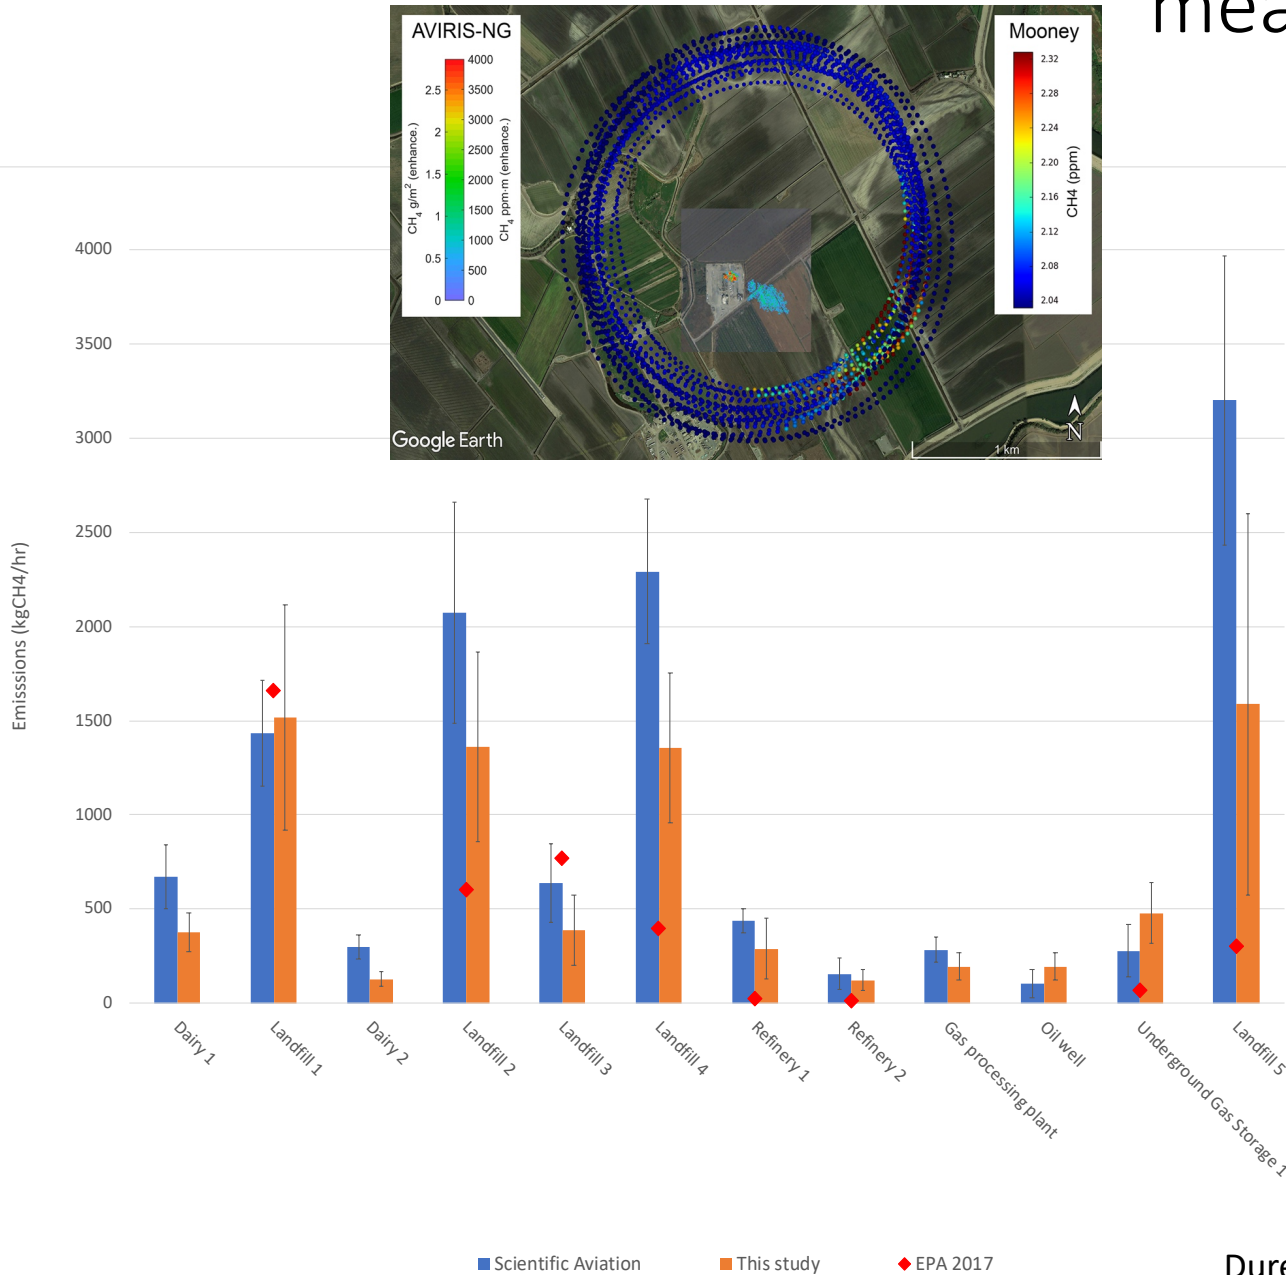 mea
AVIRIS-NG
CH4 g/m2 (enhance.)
2.5
2
1.5
1
0.5
0
4000
3500
3000
2500
2000
1500
1000
500
0
CH4 ppm-m (enhance.)
Mooney
2.32
2.28
2.24
2.20
2.16
2.12
2.08
2.04
CH4 (ppm)
Google Earth
N
1 km
Emisssions (kgCH4/hr)
4000
3500
3000
2500
2000
1500
1000
500
0
Dairy 1
Landfill 1
Dairy 2
Landfill 2
Landfill 3
Landfill 4
Refinery 1
Refinery 2
Gas processing plant
Oil well
Underground Gas Storage 1
Landfill 5
Scientific Aviation
This study
EPA 2017
Dure